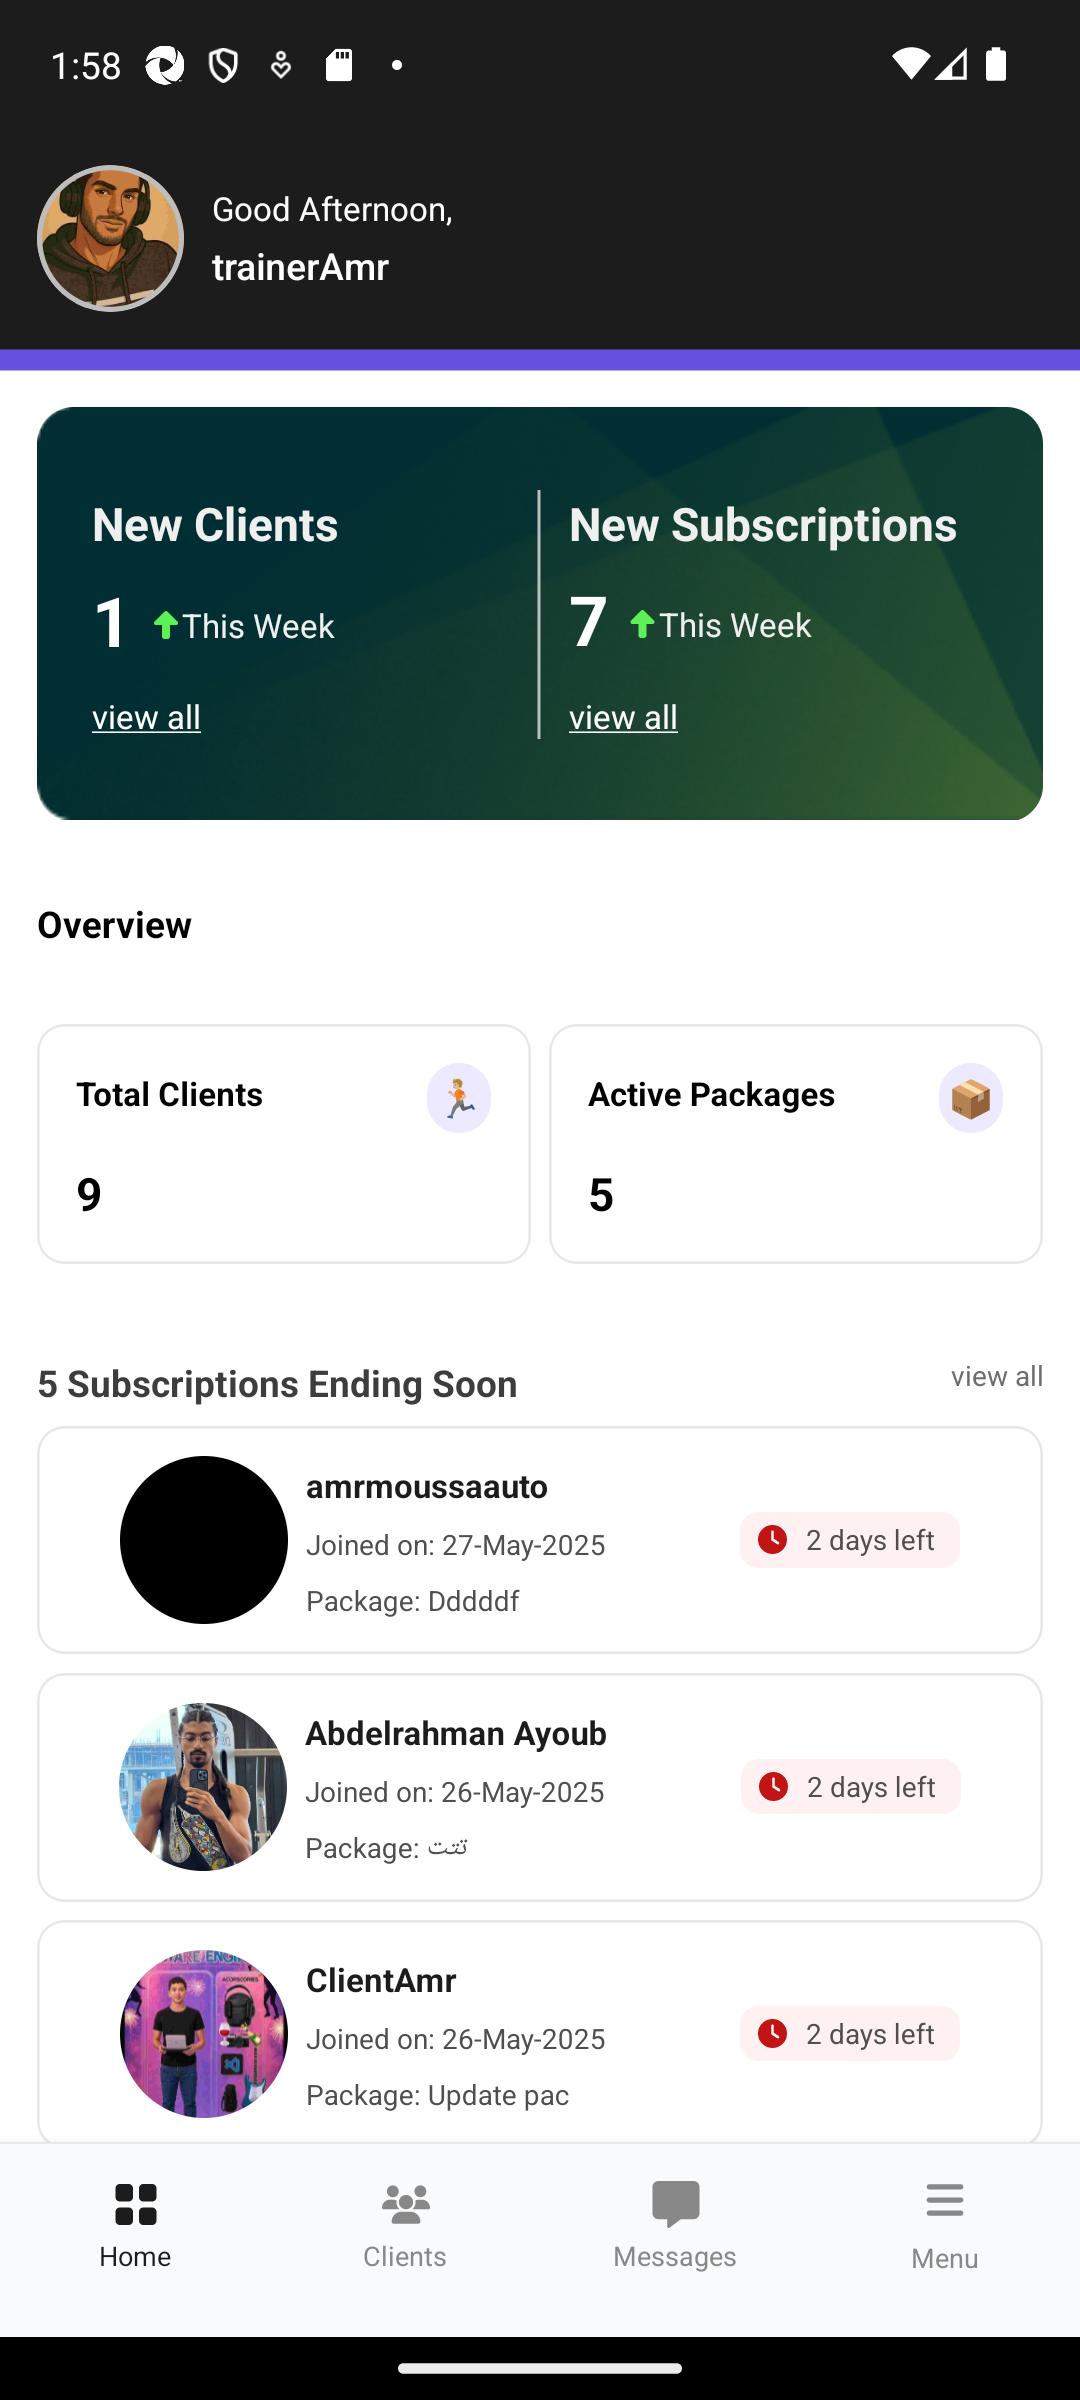 1:58
Good Afternoon,
trainerAmr
New Clients
1 This Week
view all
New Subscriptions
7 This Week
view all
Overview
Total Clients
9
Active Packages
5
5 Subscriptions Ending Soon
view all
amrmoussaauto
Joined on: 27-May-2025
Package: Dddddf
2 days left
Abdelrahman Ayoub
Joined on: 26-May-2025
Package: تتت
2 days left
ClientAmr
Joined on: 26-May-2025
Package: Update pac
2 days left
Home
Clients
Messages
Menu